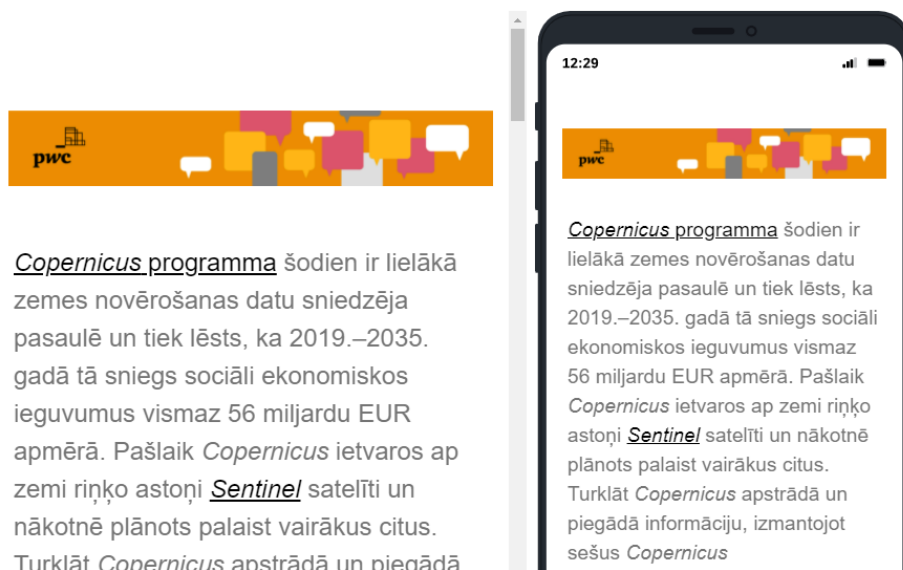 pwc
Copernicus programma šodien ir lielākā
zemes novērošanas datu sniedzēja
pasaulē un tiek lēsts, ka 2019.–2035.
gadā tā sniegs sociāli ekonomiskos
ieguvumus vismaz 56 miljardu EUR
apmērā. Pašlaik Copernicus ietvaros ap
zemi riņķo astoņi Sentinel satelīti un
nākotnē plānots palaist vairākus citus.
Turklāt Copernicus apstrādā un piegādā
12:29
pwc
Copernicus programma šodien ir
lielākā zemes novērošanas datu
sniedzēja pasaulē un tiek lēsts, ka
2019.–2035. gadā tā sniegs sociāli
ekonomiskos ieguvumus vismaz
56 miljardu EUR apmērā. Pašlaik
Copernicus ietvaros ap zemi riņķo
astoņi Sentinel satelīti un nākotnē
plānots palaist vairākus citus.
Turklāt Copernicus apstrādā un
piegādā informāciju, izmantojot
sešus Copernicus